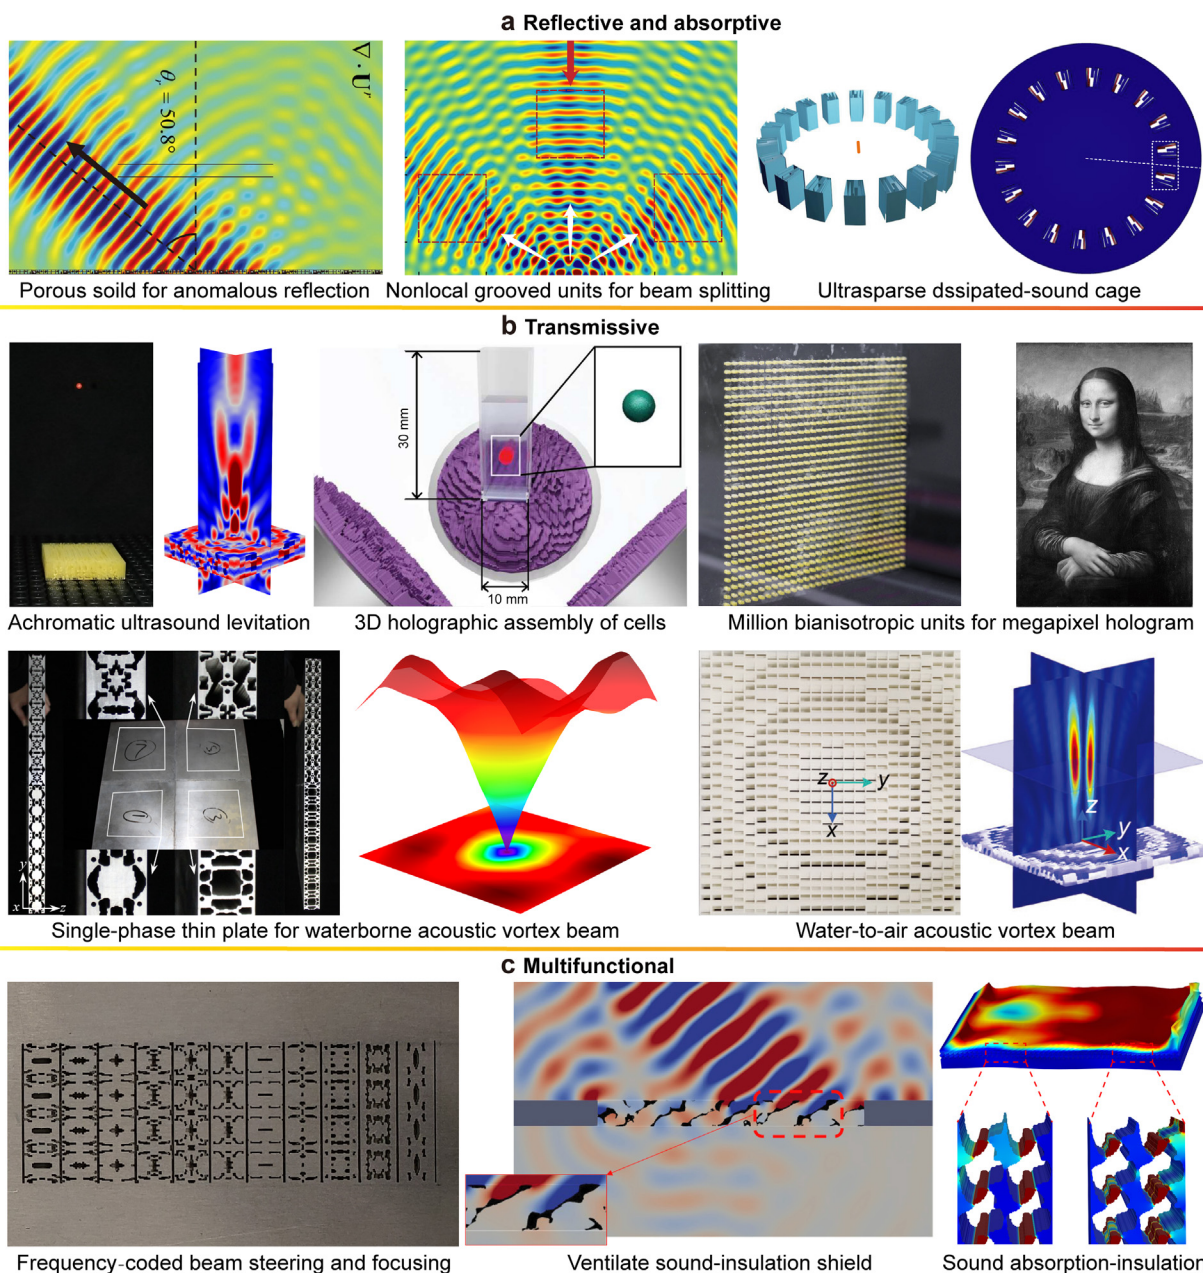 a Reflective and absorptive
∇ · Uʳ
θᵣ = 50.8°
Porous soild for anomalous reflection
Nonlocal grooved units for beam splitting
Ultrasparse dssipated-sound cage
b Transmissive
30 mm
10 mm
Achromatic ultrasound levitation
3D holographic assembly of cells
Million bianisotropic units for megapixel hologram
y
x
z
1
3
z
y
x
z
y
x
Single-phase thin plate for waterborne acoustic vortex beam
Water-to-air acoustic vortex beam
c Multifunctional
Frequency-coded beam steering and focusing
Ventilate sound-insulation shield
Sound absorption-insulation